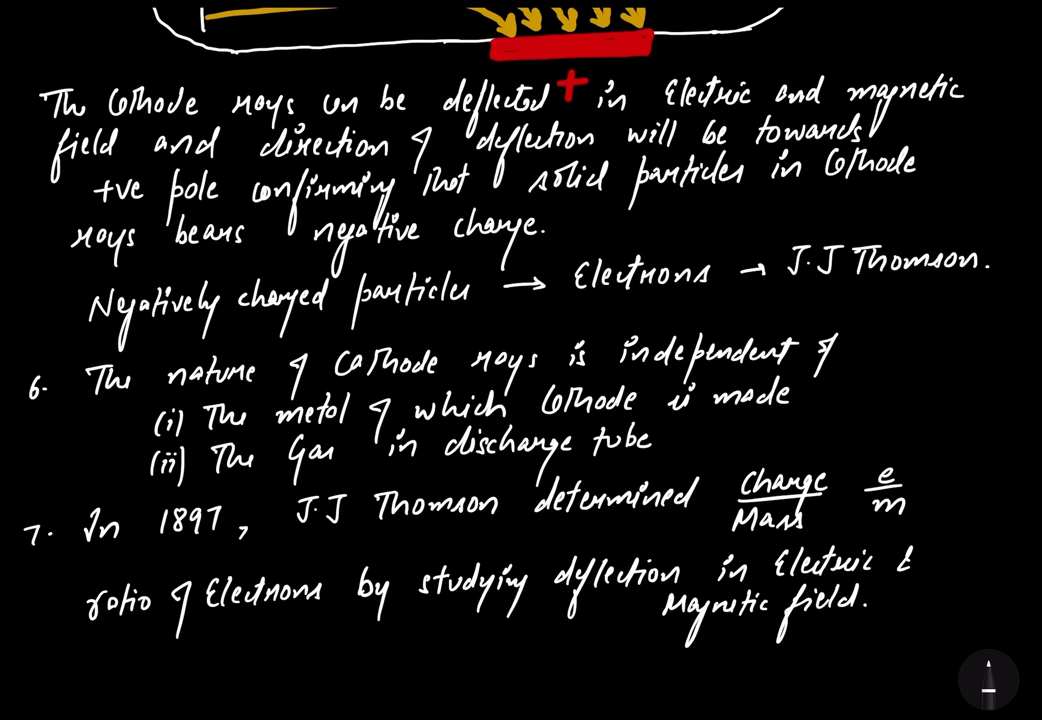 +
The Cathode rays can be deflected in Electric and magnetic
field and direction of deflection will be towards
+ve pole confirming that solid particles in Cathode
rays bears negative charge.
Negatively charged particles → Electrons → J.J Thomson.
6. The nature of Cathode rays is independent of
(i) The metal of which Cathode is made
(ii) The Gas in discharge tube
7. In 1897, J.J Thomson determined Charge/Mass e/m
ratio of Electrons by studying deflection in Electric &
Magnetic field.